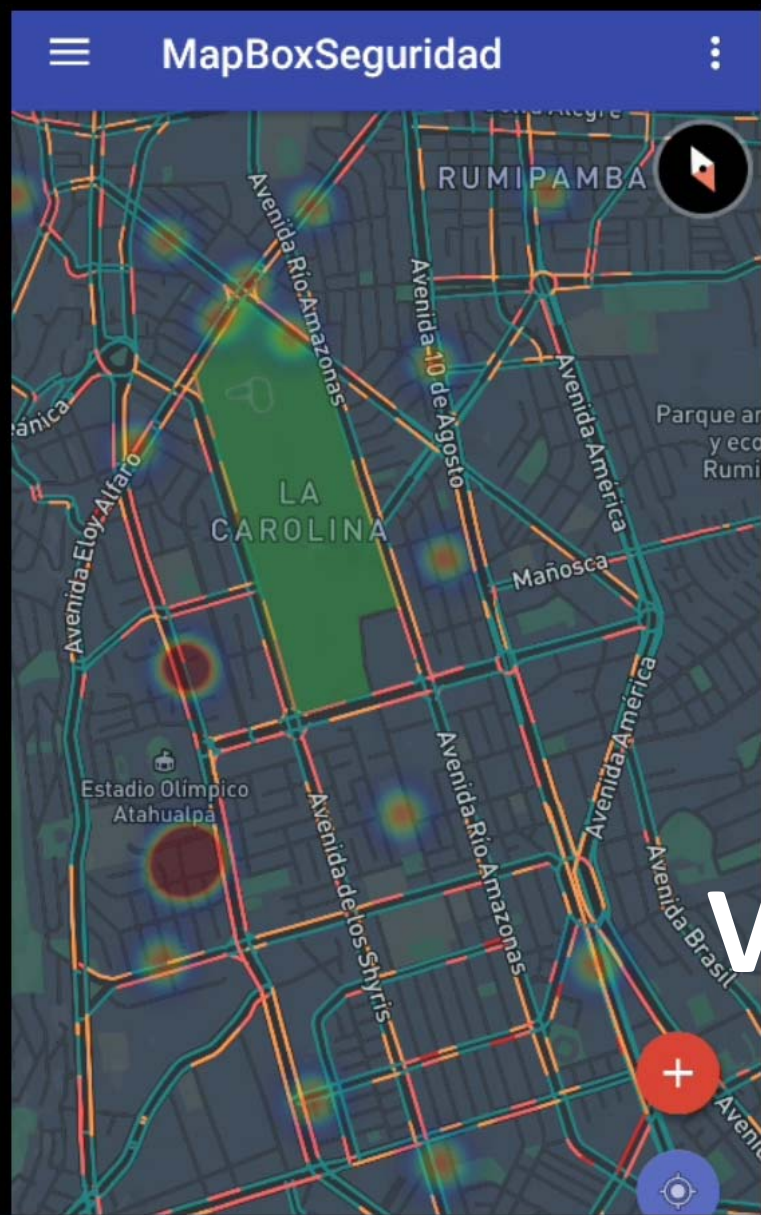 MapBoxSeguridad
RUMIPAMBA
Avenida Río Amazonas
Avenida 10 de Agosto
Avenida América
Parque
y
LA
CAROLINA
Avenida Eloy Alfaro
Mañosca
Avenida América
Estadio Olímpico
Atahualpa
Avenida de los Shyris
Avenida Río Amazonas
Avenida Brasil
V
+